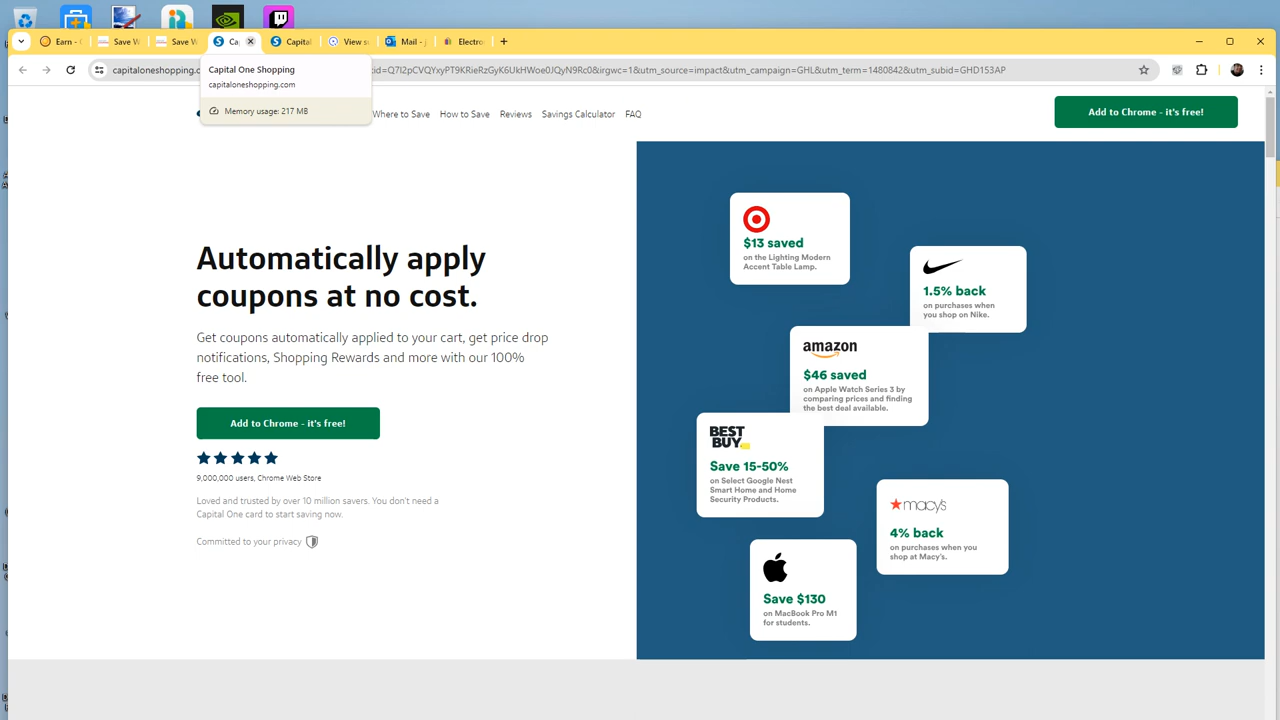 Earn -
Save W
Save W
Ca
Capital
View s
Mail - j
Electro
capitaloneshopping.c
id=Q7I2pCVQYxyPT9KRieRzGyK6UkHWoe0JQyN9Rc0&irgwc=1&utm_source=impact&utm_campaign=GHL&utm_term=1480842&utm_subid=GHD153AP
Capital One Shopping
capitaloneshopping.com
Memory usage: 217 MB
Where to Save
How to Save
Reviews
Savings Calculator
FAQ
Add to Chrome - it's free!
Automatically apply
coupons at no cost.
Get coupons automatically applied to your cart, get price drop
notifications, Shopping Rewards and more with our 100%
free tool.
Add to Chrome - it's free!
9,000,000 users, Chrome Web Store
Loved and trusted by over 10 million savers. You don't need a
Capital One card to start saving now.
Committed to your privacy
$13 saved
on the Lighting Modern
Accent Table Lamp.
1.5% back
on purchases when
you shop on Nike.
amazon
$46 saved
on Apple Watch Series 3 by
comparing prices and finding
the best deal available.
BEST
BUY
Save 15-50%
on Select Google Nest
Smart Home and Home
Security Products.
macy's
4% back
on purchases when you
shop at Macy's.
Save $130
on MacBook Pro M1
for students.